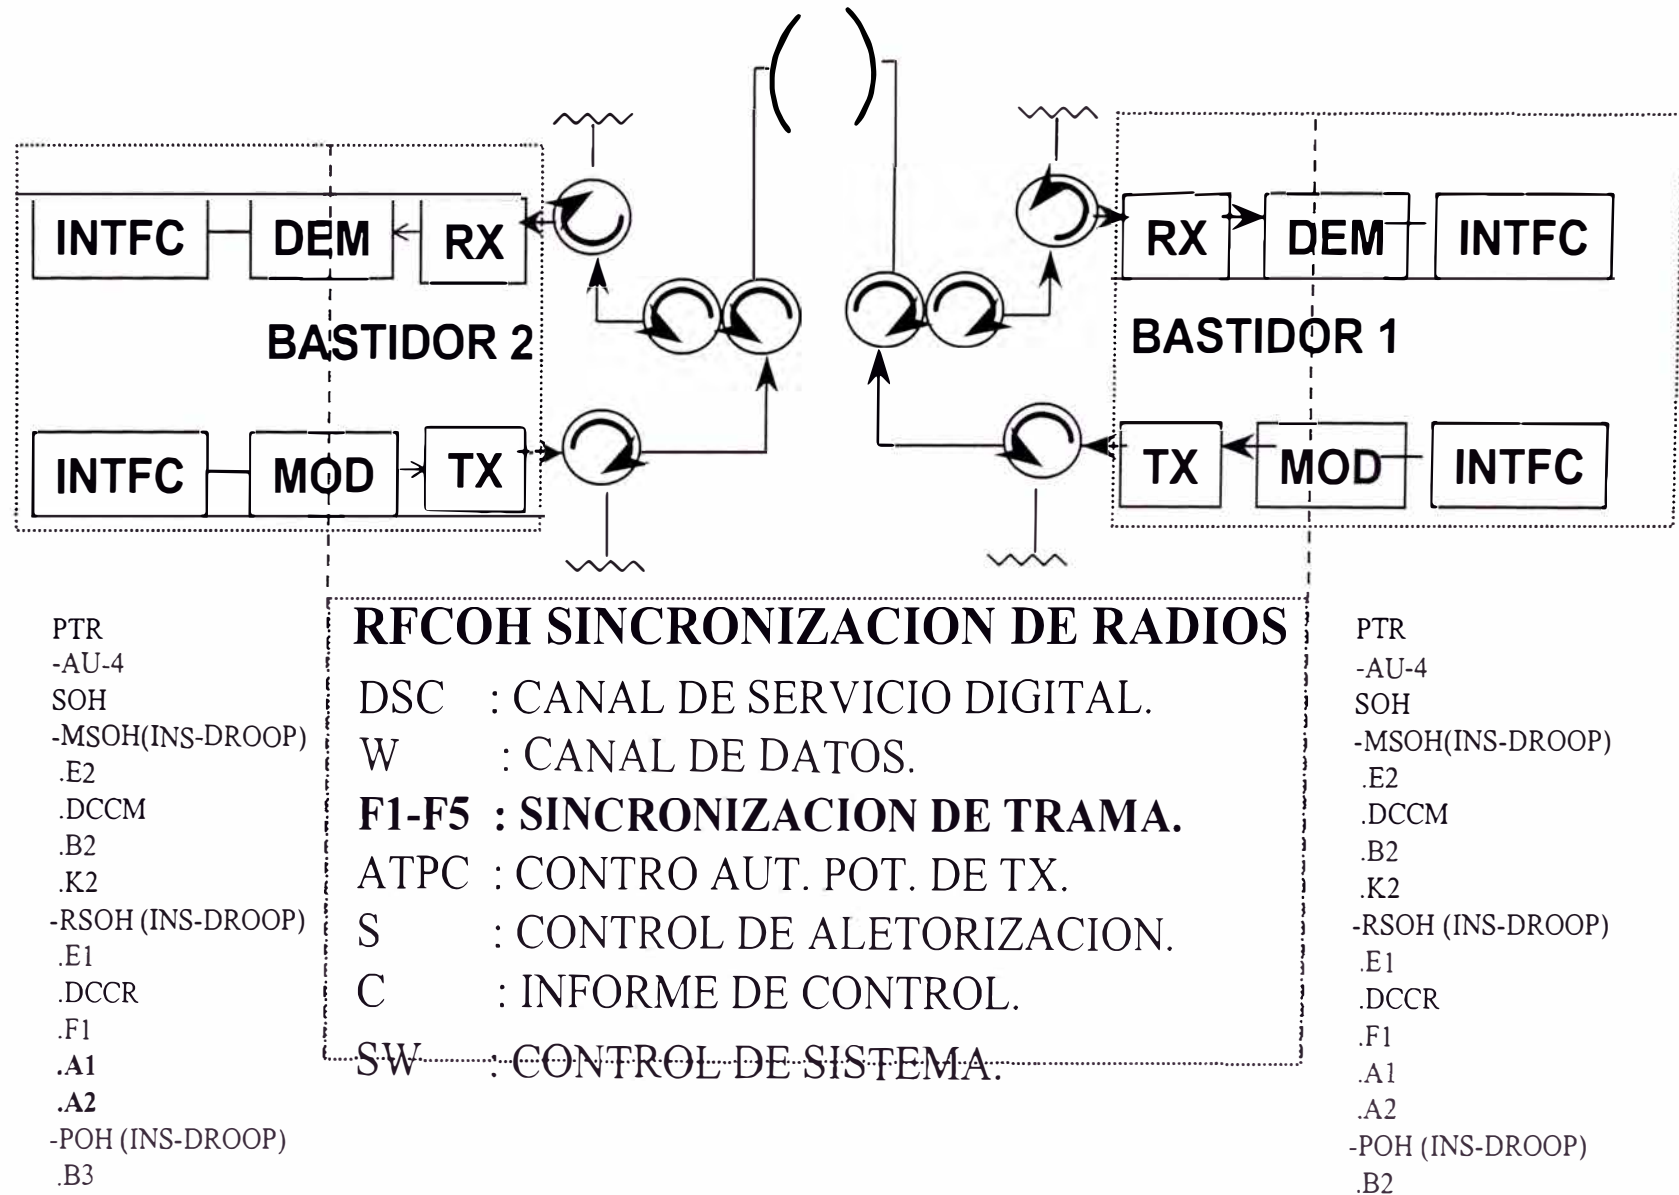 INTFC DEM RX
RX DEM INTFC
BASTIDOR 2
BASTIDOR 1
INTFC MOD TX
TX MOD INTFC
PTR
-AU-4
SOH
-MSOH(INS-DROOP)
.E2
.DCCM
.B2
.K2
-RSOH (INS-DROOP)
.E1
.DCCR
.F1
.A1
.A2
-POH (INS-DROOP)
.B3
RFCOH SINCRONIZACION DE RADIOS
DSC : CANAL DE SERVICIO DIGITAL.
W : CANAL DE DATOS.
F1-F5 : SINCRONIZACION DE TRAMA.
ATPC : CONTRO AUT. POT. DE TX.
S : CONTROL DE ALETORIZACION.
C : INFORME DE CONTROL.
SW : CONTROL DE SISTEMA.
PTR
-AU-4
SOH
-MSOH(INS-DROOP)
.E2
.DCCM
.B2
.K2
-RSOH (INS-DROOP)
.E1
.DCCR
.F1
.A1
.A2
-POH (INS-DROOP)
.B2